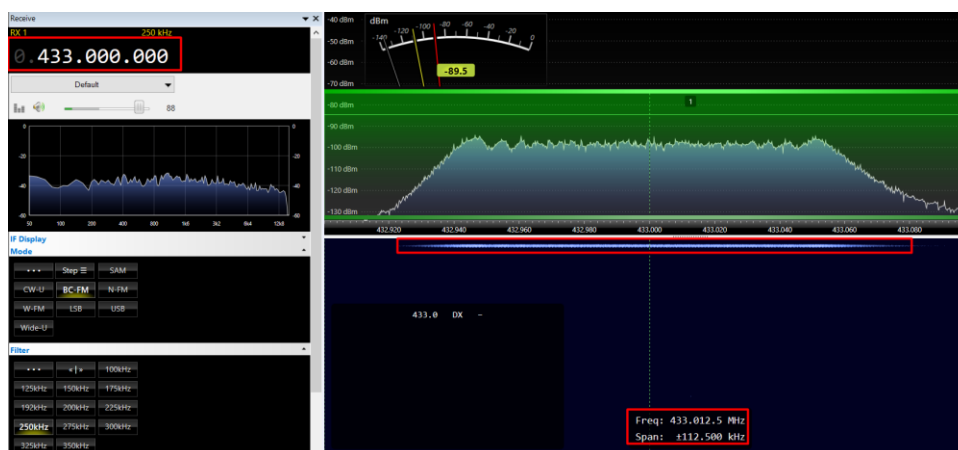 Receive
RX 1 250 kHz
0.433.000.000
Default
88
0 0
-20 -20
-40 -40
-60 -60
50 100 200 400 800 1k6 3k2 6k4 12k8
IF Display
Mode
••• Step ☰ SAM
CW-U BC-FM N-FM
W-FM LSB USB
Wide-U
Filter
••• «|» 100kHz
125kHz 150kHz 175kHz
192kHz 200kHz 225kHz
250kHz 275kHz 300kHz
325kHz 350kHz
-40 dBm
-50 dBm
-60 dBm
-70 dBm
-80 dBm
-90 dBm
-100 dBm
-110 dBm
-120 dBm
-130 dBm
dBm
-140 -120 -100 -80 -60 -40 -20 0
-89.5
1
432.920 432.940 432.960 432.980 433.000 433.020 433.040 433.060 433.080
433.0 DX -
Freq: 433.012.5 MHz
Span: ±112.500 kHz